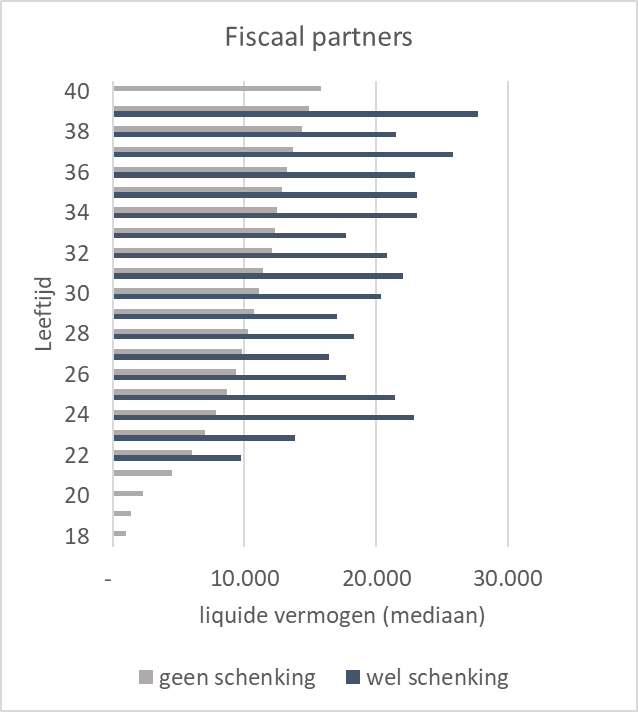 Fiscaal partners
40
38
36
34
32
30
28
26
24
22
20
18
Leeftijd
- 10.000 20.000 30.000
liquide vermogen (mediaan)
geen schenking wel schenking